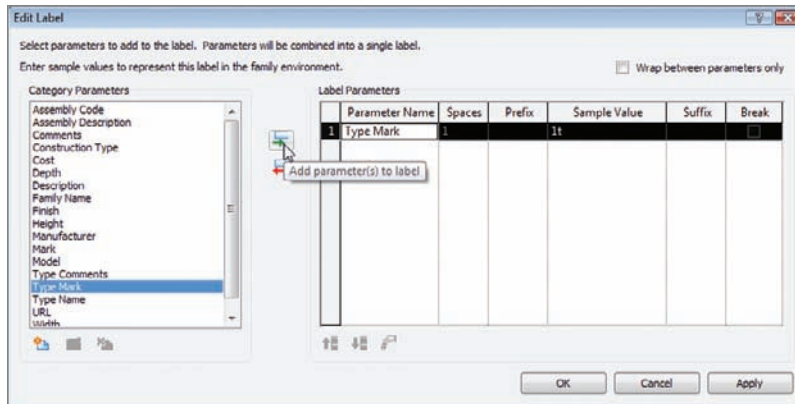 Edit Label
Select parameters to add to the label. Parameters will be combined into a single label.
Enter sample values to represent this label in the family environment.
Wrap between parameters only
Category Parameters
Assembly Code
Assembly Description
Comments
Construction Type
Cost
Depth
Description
Family Name
Finish
Height
Manufacturer
Mark
Model
Type Comments
Type Mark
Type Name
URL
Width
Add parameter(s) to label
Label Parameters
Parameter Name Spaces Prefix Sample Value Suffix Break
1 Type Mark 1 1t
OK Cancel Apply